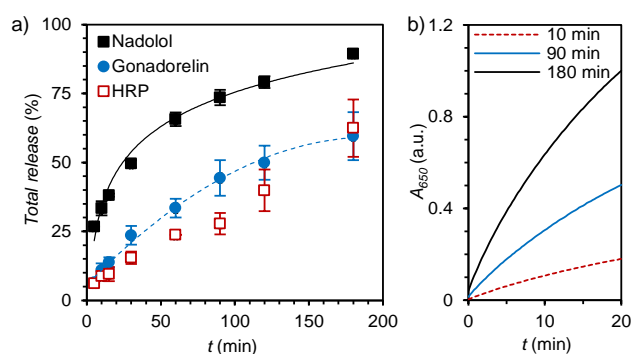 a)
Total release (%)
100
75
50
25
0
Nadolol
Gonadorelin
HRP
0
50
100
150
200
t (min)
b)
10 min
90 min
180 min
A650 (a.u.)
1.2
0.8
0.4
0
0
10
20
t (min)